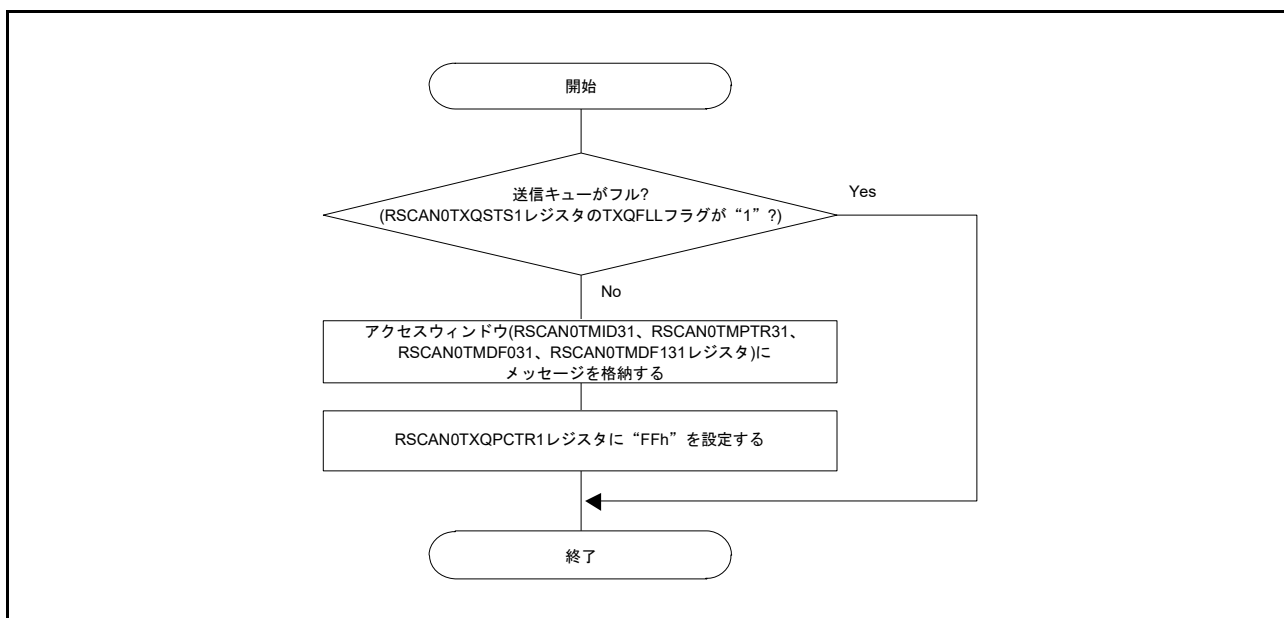 開始
送信キューがフル?
(RSCAN0TXQSTS1レジスタのTXQFLLフラグが“1”?)
Yes
No
アクセスウィンドウ(RSCAN0TMID31、RSCAN0TMPTR31、
RSCAN0TMDF031、RSCAN0TMDF131レジスタ)に
メッセージを格納する
RSCAN0TXQPCTR1レジスタに“FFh”を設定する
終了